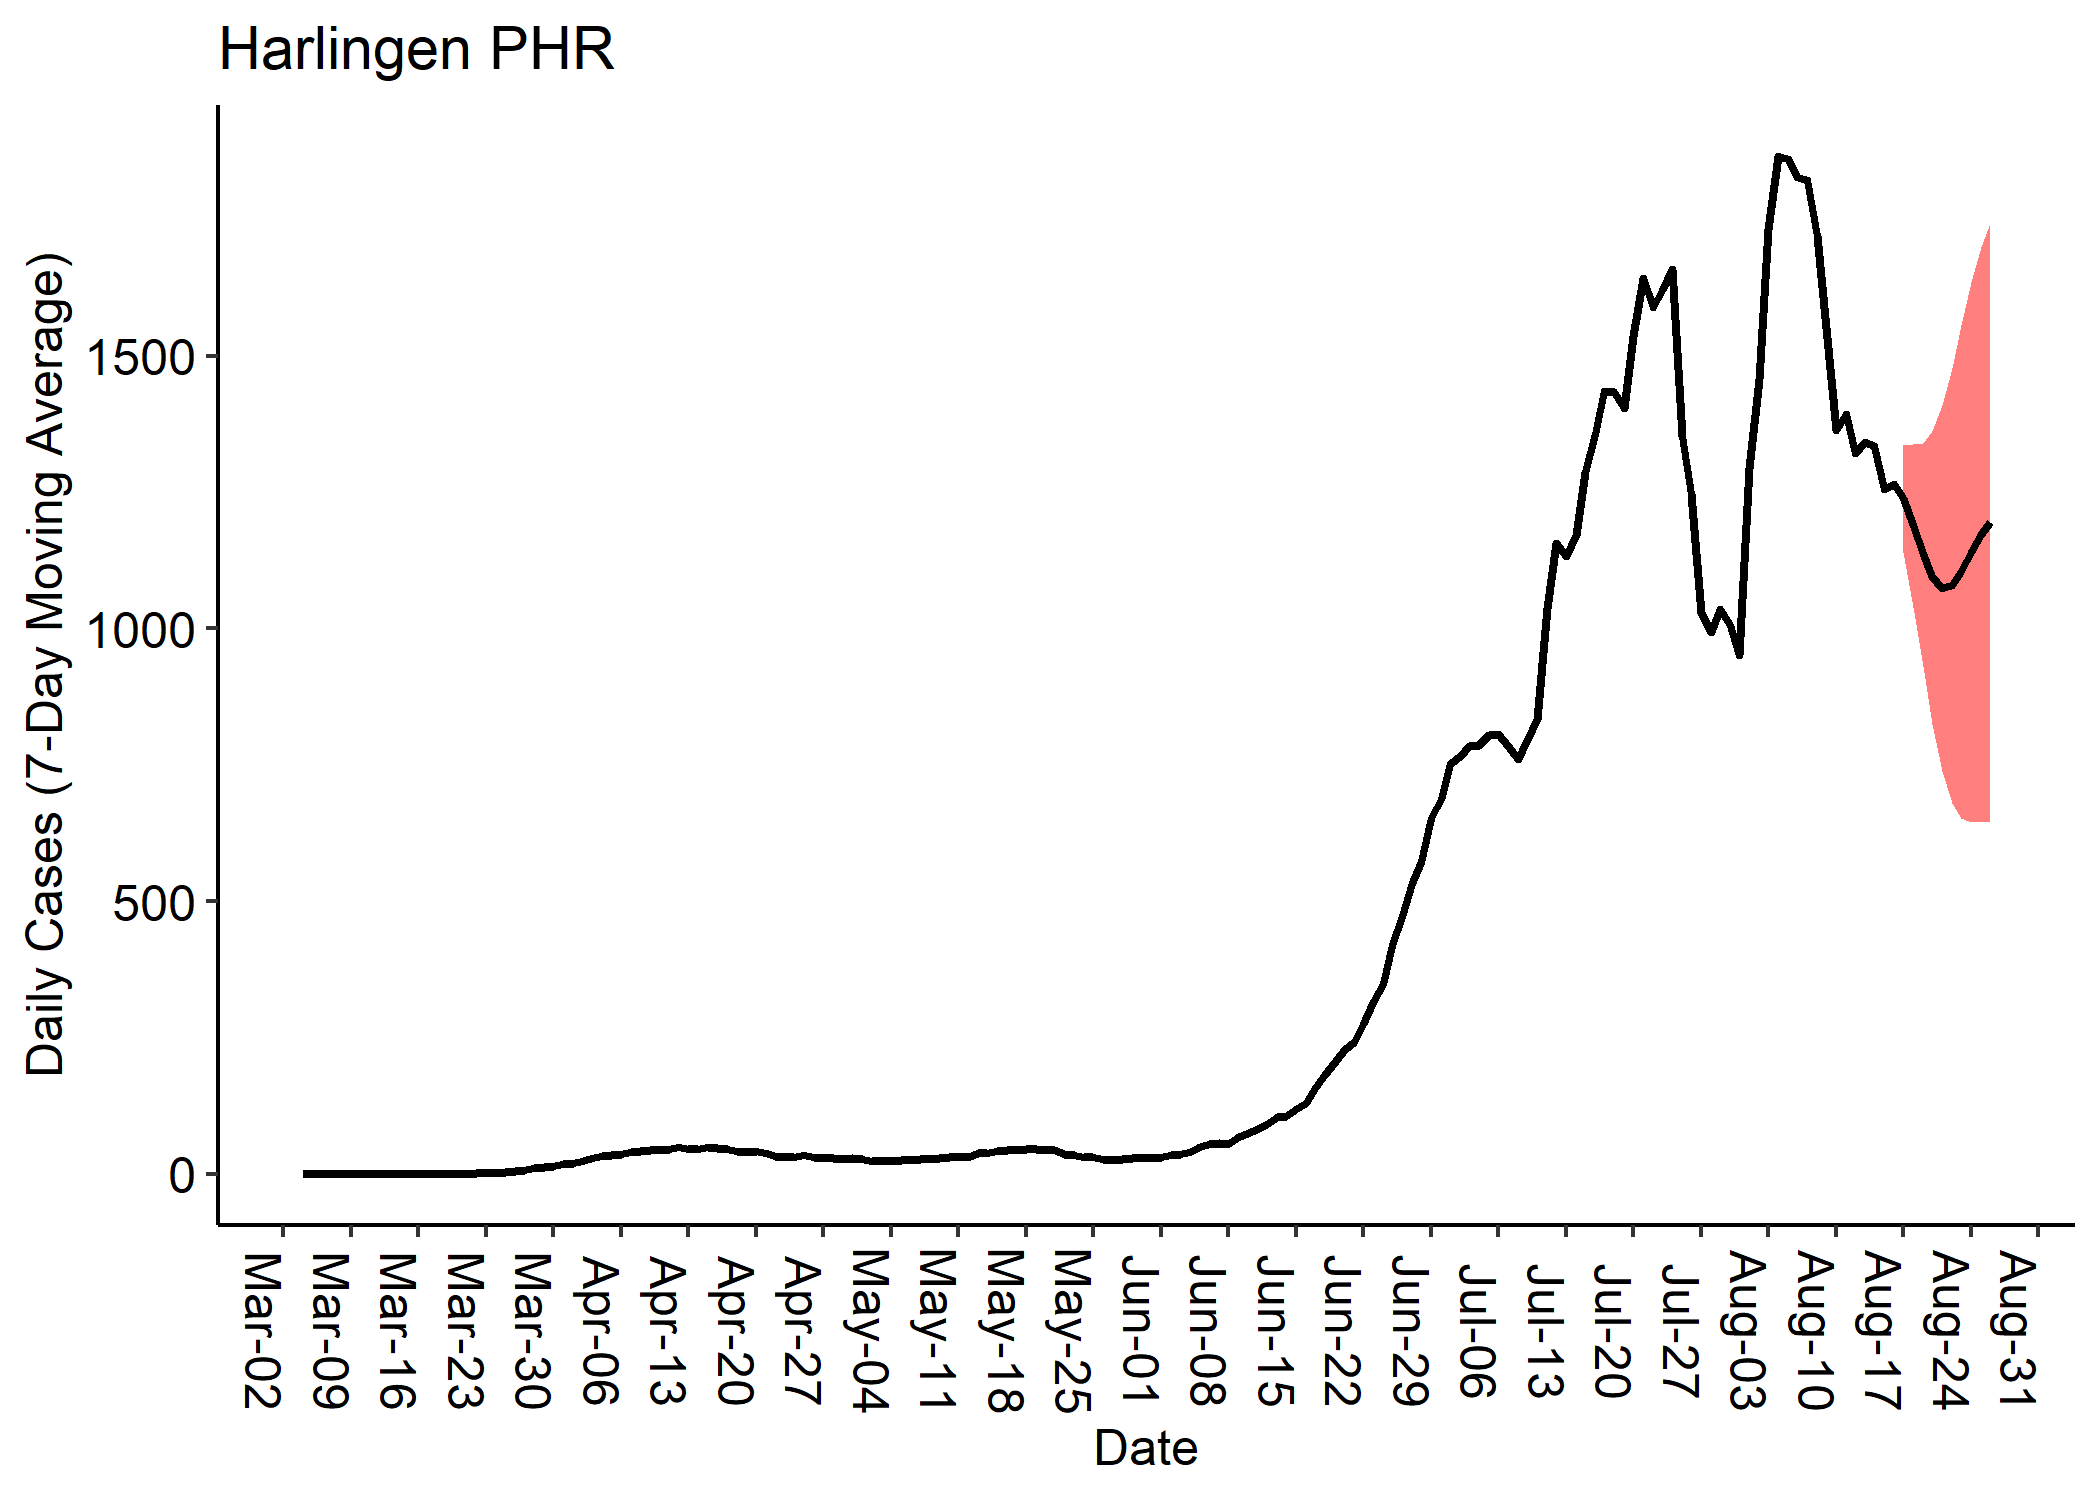 Harlingen PHR
Daily Cases (7-Day Moving Average)
1500
1000
500
0
Mar-02
Mar-09
Mar-16
Mar-23
Mar-30
Apr-06
Apr-13
Apr-20
Apr-27
May-04
May-11
May-18
May-25
Jun-01
Jun-08
Jun-15
Jun-22
Jun-29
Jul-06
Jul-13
Jul-20
Jul-27
Aug-03
Aug-10
Aug-17
Aug-24
Aug-31
Date